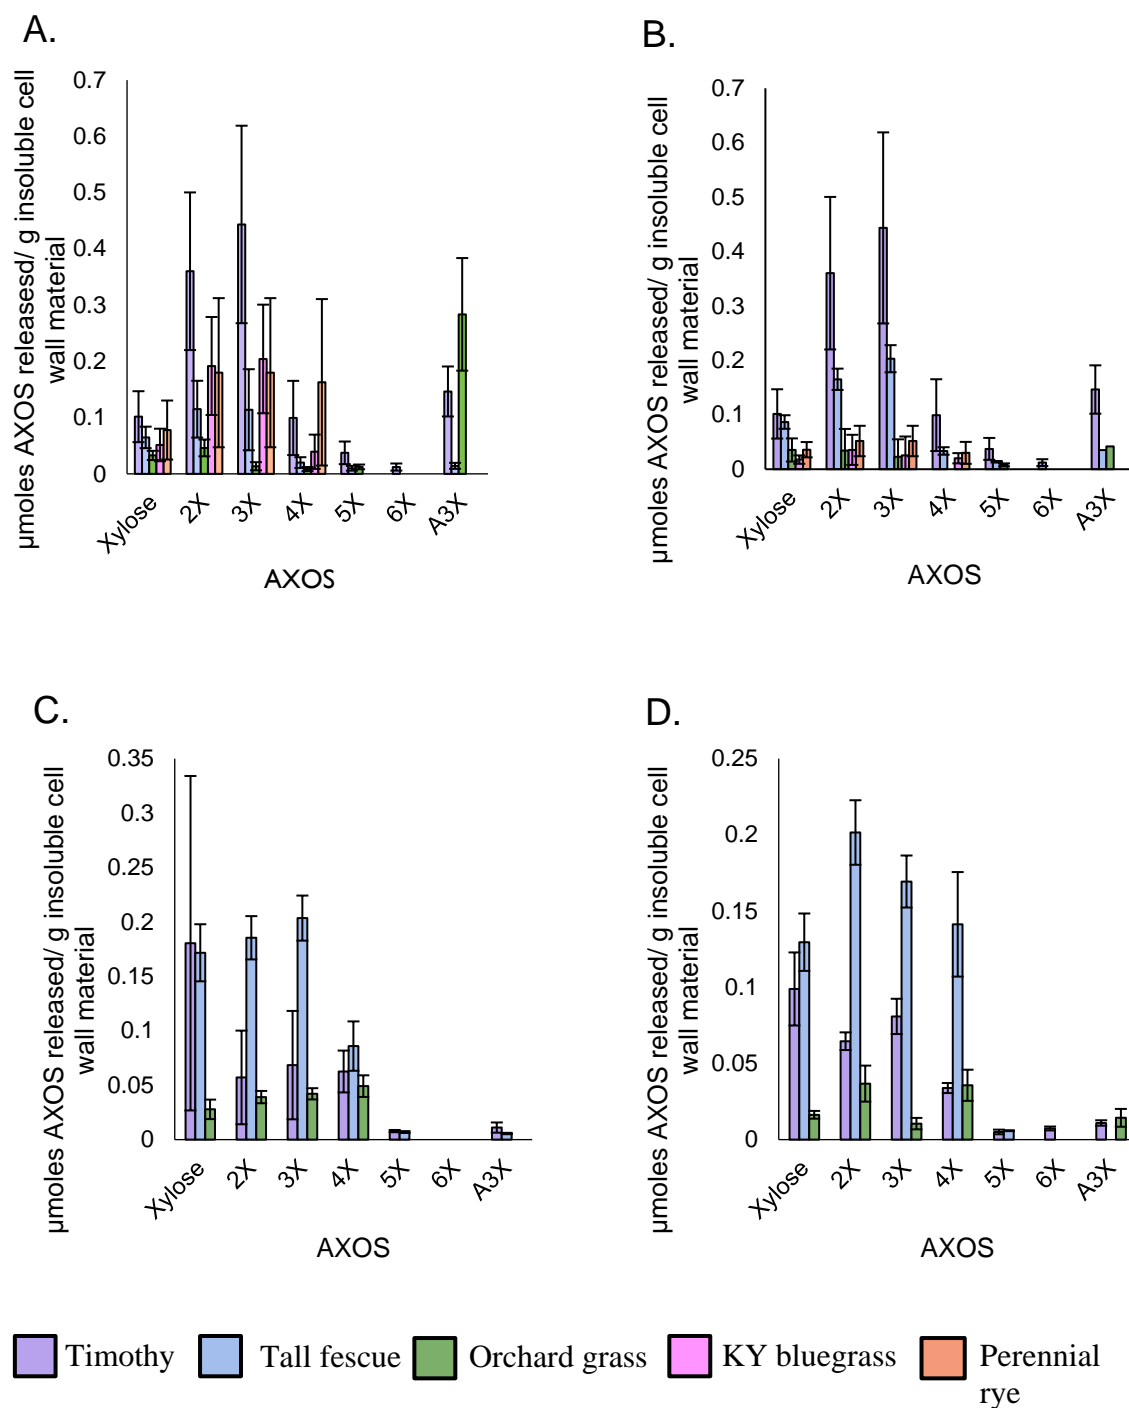 A.
μmoles AXOS releasesd/ g insoluble cell
wall material
0.7
0.6
0.5
0.4
0.3
0.2
0.1
0
Xylose
2X
3X
4X
5X
6X
A3X
AXOS
B.
μmoles AXOS released/ g insoluble cell
wall material
0.7
0.6
0.5
0.4
0.3
0.2
0.1
0
Xylose
2X
3X
4X
5X
6X
A3X
AXOS
C.
μmoles AXOS released/ g insoluble cell
wall material
0.35
0.3
0.25
0.2
0.15
0.1
0.05
0
Xylose
2X
3X
4X
5X
6X
A3X
AXOS
D.
μmoles AXOS released/ g insoluble cell
wall material
0.25
0.2
0.15
0.1
0.05
0
Xylose
2X
3X
4X
5X
6X
A3X
AXOS
Timothy
Tall fescue
Orchard grass
KY bluegrass
Perennial
rye